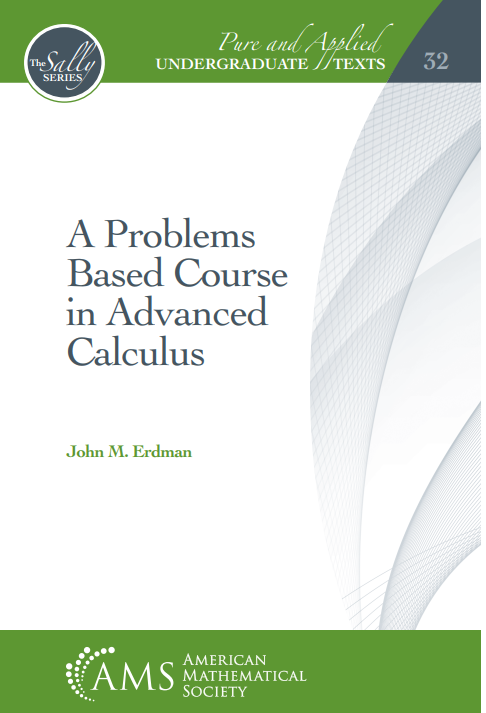 The Sally
SERIES
Pure and Applied
UNDERGRADUATE TEXTS
32
A Problems
Based Course
in Advanced
Calculus
John M. Erdman
AMS
AMERICAN
MATHEMATICAL
SOCIETY